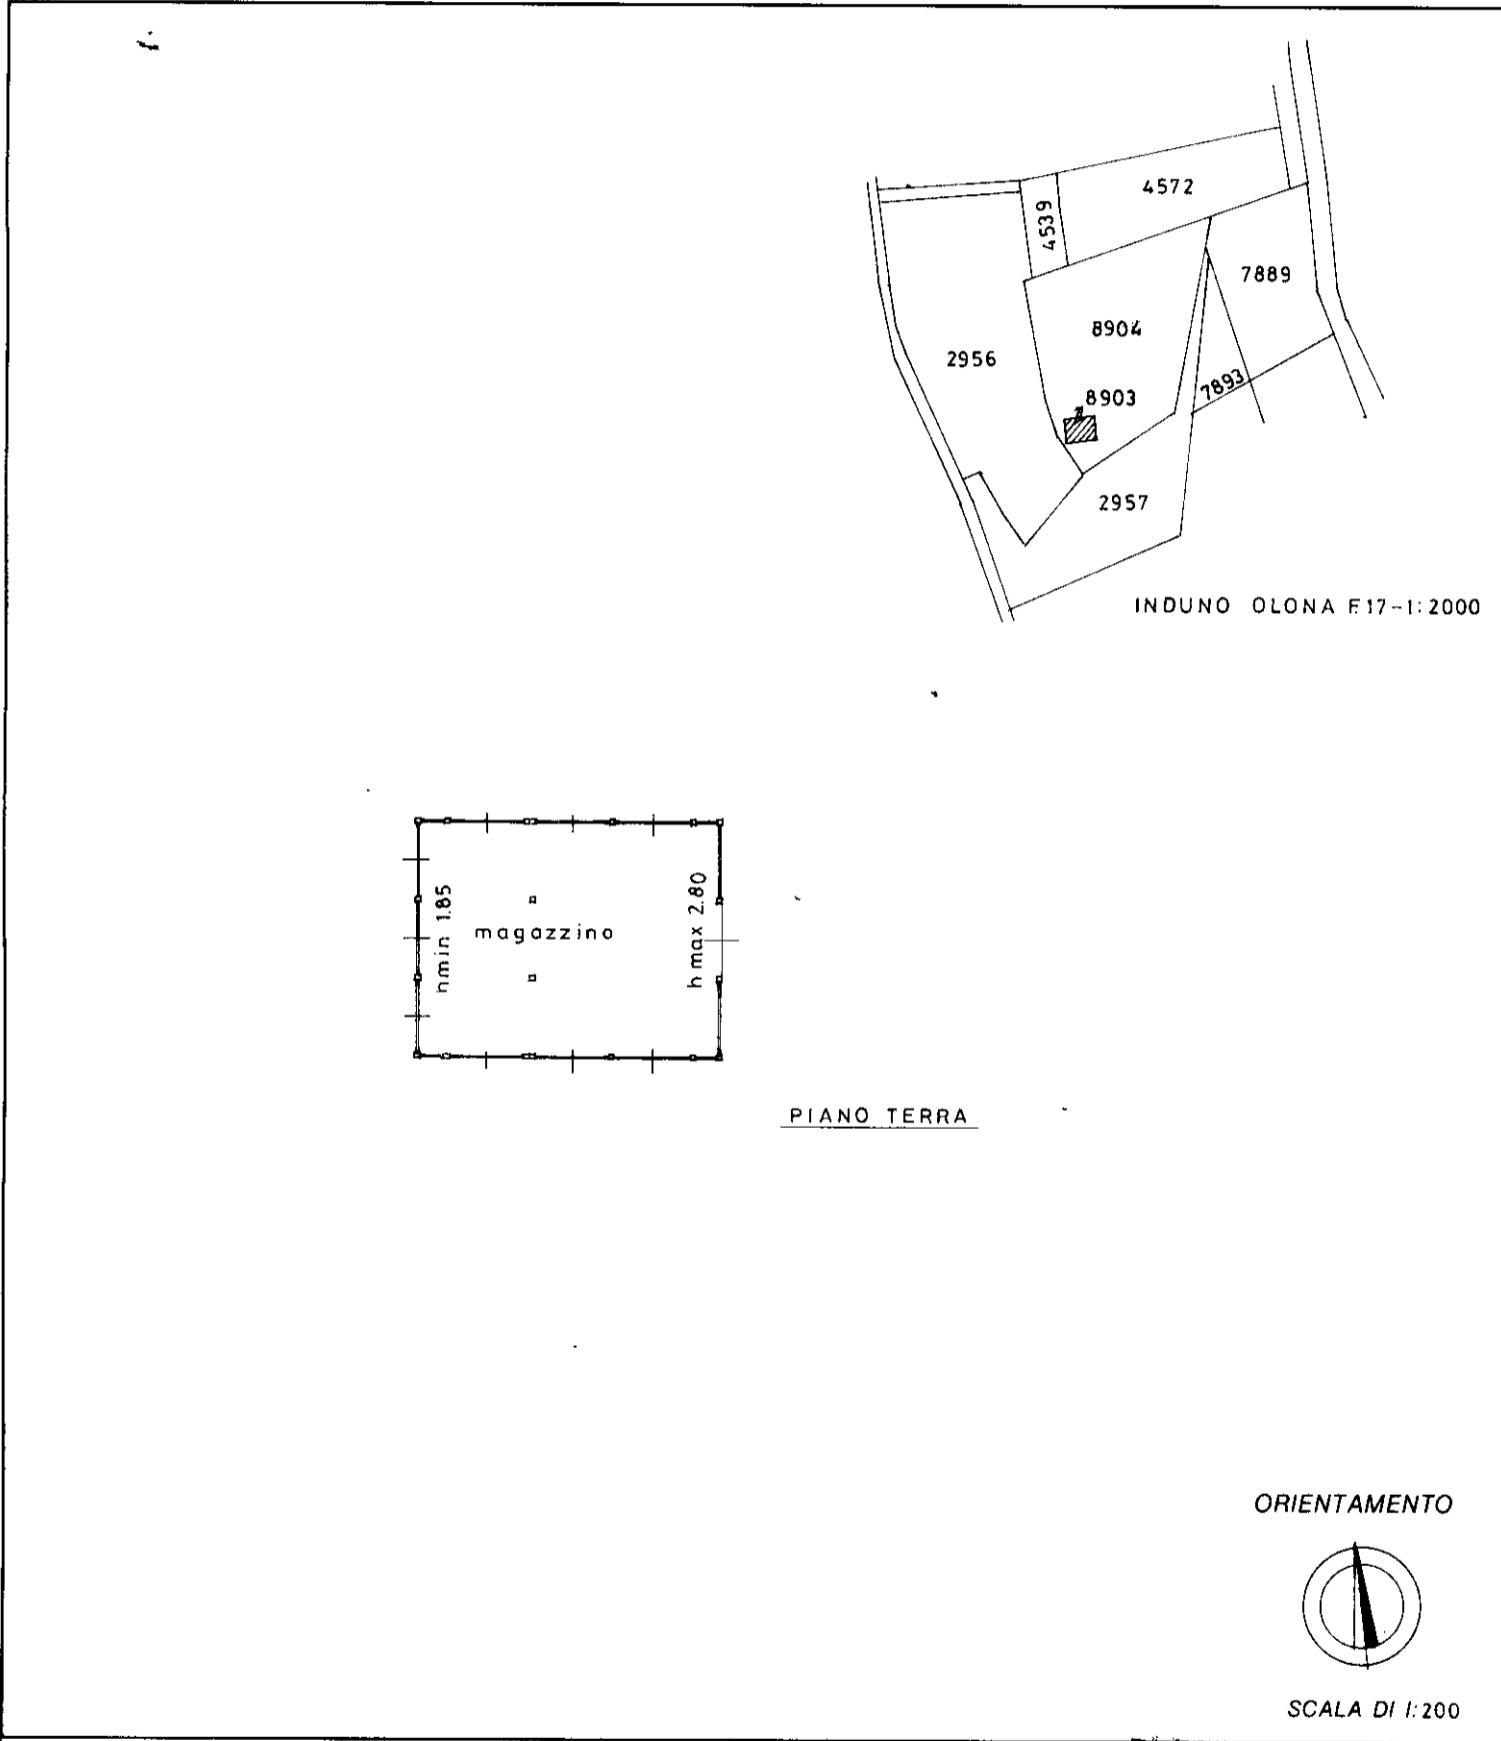 4572
4539
7889
8904
2956
7893
8903
2957
INDUNO OLONA F.17-1:2000
hmin 1.85
magazzino
h max 2.80
PIANO TERRA
ORIENTAMENTO
SCALA DI 1:200